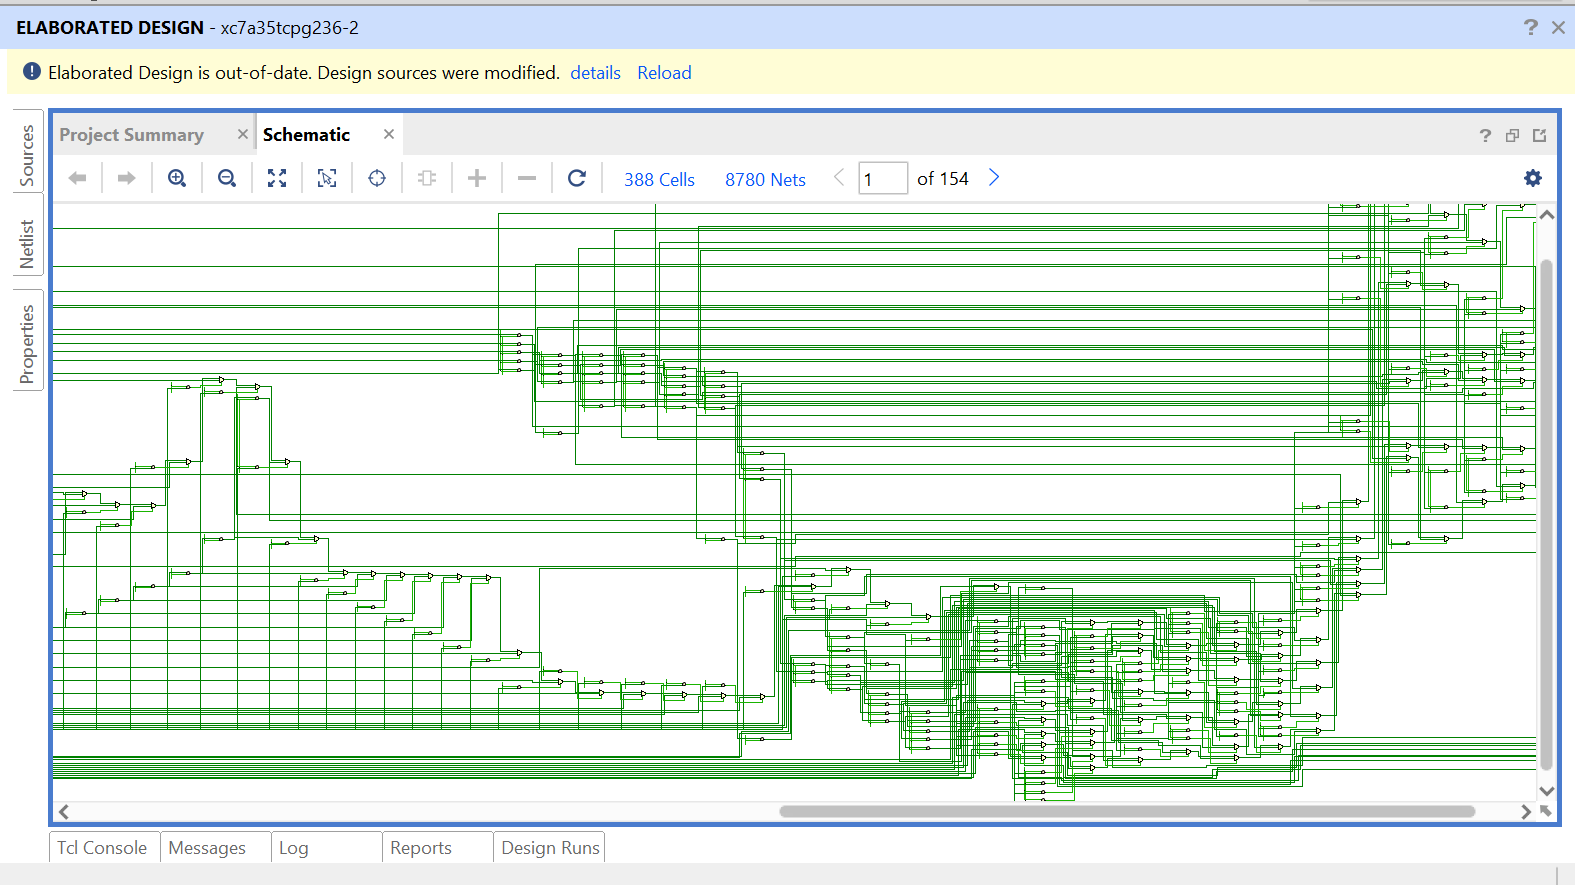 ELABORATED DESIGN - xc7a35tcpg236-2
Elaborated Design is out-of-date. Design sources were modified. details Reload
Sources
Netlist
Properties
Project Summary
Schematic
388 Cells 8780 Nets 1 of 154
Tcl Console Messages Log Reports Design Runs